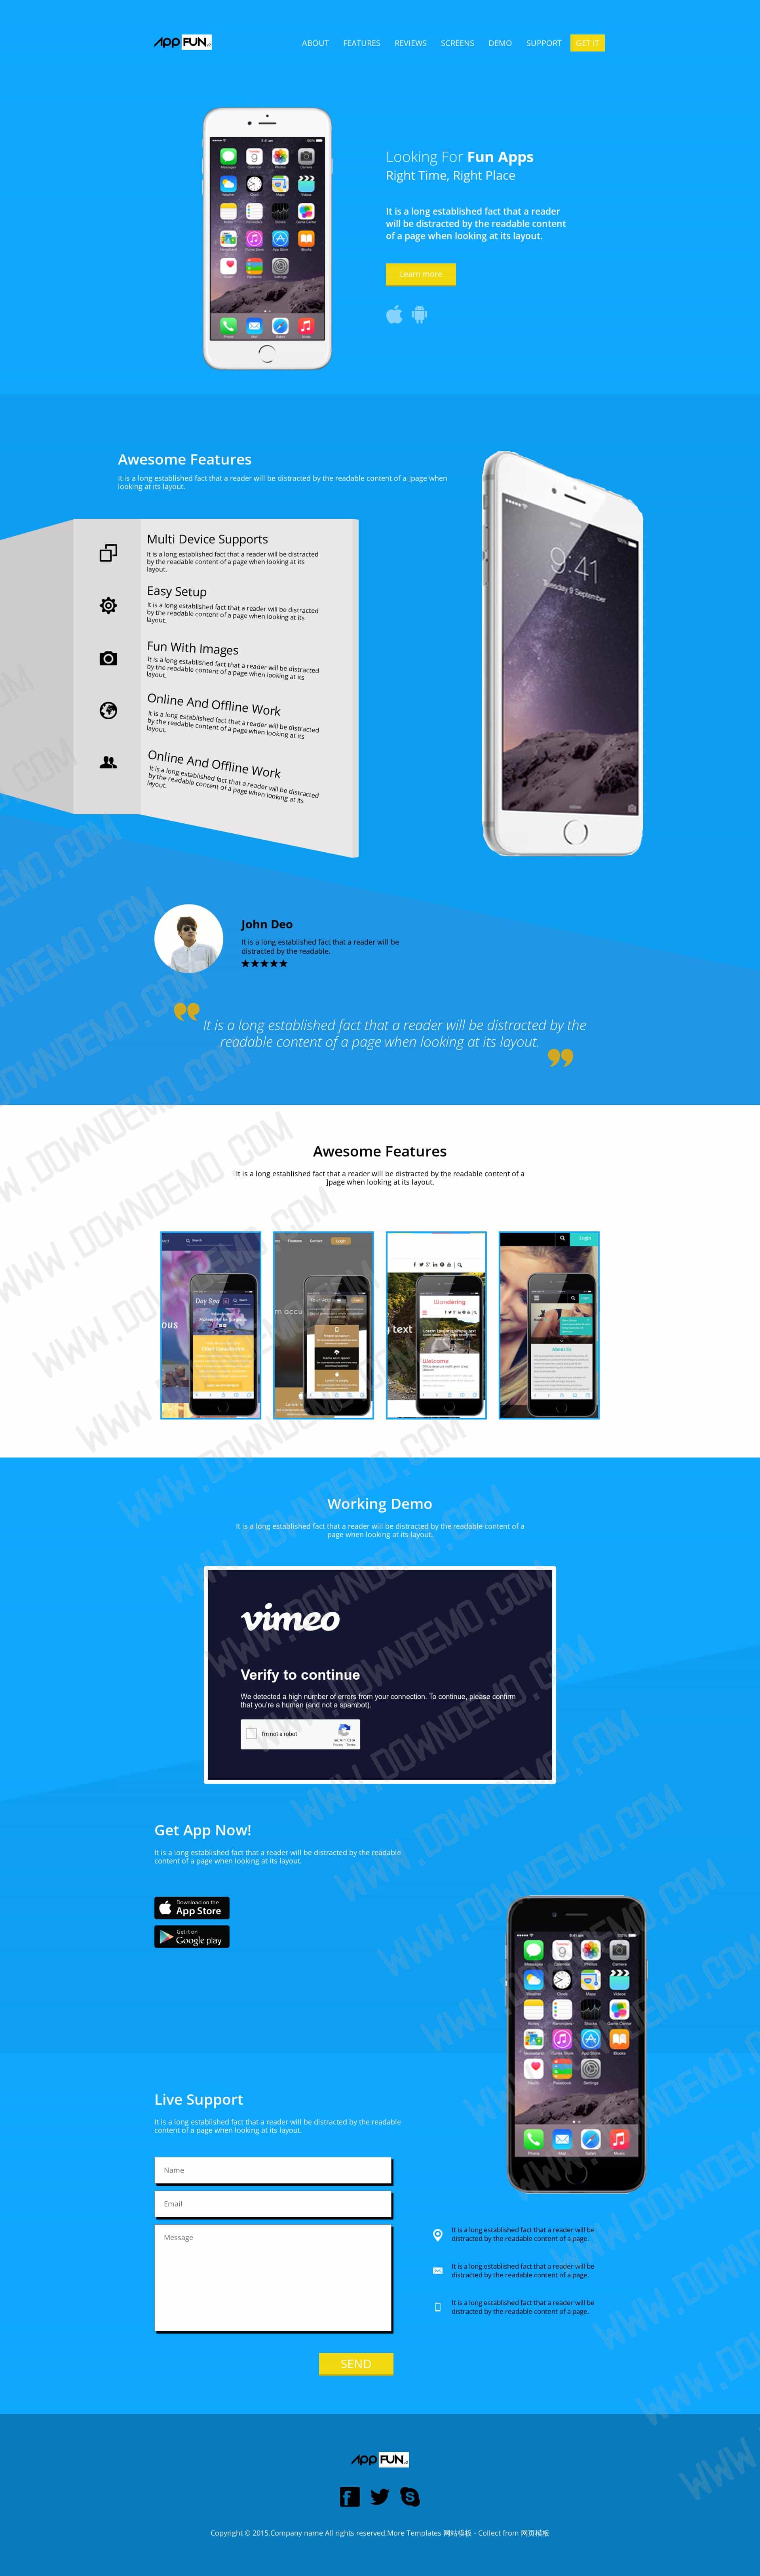 App FUN
ABOUT FEATURES REVIEWS SCREENS DEMO SUPPORT GET IT
Looking For Fun Apps
Right Time, Right Place
It is a long established fact that a reader
will be distracted by the readable content
of a page when looking at its layout.
Learn more
Awesome Features
It is a long established fact that a reader will be distracted by the readable content of a ]page when
looking at its layout.
9:41
Tuesday 9 September
Multi Device Supports
It is a long established fact that a reader will be distracted
by the readable content of a page when looking at its
layout.
Easy Setup
It is a long established fact that a reader will be distracted
by the readable content of a page when looking at its
layout.
Fun With Images
It is a long established fact that a reader will be distracted
by the readable content of a page when looking at its
layout.
Online And Offline Work
It is a long established fact that a reader will be distracted
by the readable content of a page when looking at its
layout.
Online And Offline Work
It is a long established fact that a reader will be distracted
by the readable content of a page when looking at its
layout.
John Deo
It is a long established fact that a reader will be
distracted by the readable.
It is a long established fact that a reader will be distracted by the
readable content of a page when looking at its layout.
Awesome Features
It is a long established fact that a reader will be distracted by the readable content of a
]page when looking at its layout.
Search
Day Spa
Features Contact Login
Wandering
Welcome
text
Login
About Us
Working Demo
It is a long established fact that a reader will be distracted by the readable content of a
page when looking at its layout.
vimeo
Verify to continue
We detected a high number of errors from your connection. To continue, please confirm
that you're a human (and not a spambot).
I'm not a robot
reCAPTCHA
Privacy - Terms
Get App Now!
It is a long established fact that a reader will be distracted by the readable
content of a page when looking at its layout.
Download on the
App Store
Get it on
Google play
Live Support
It is a long established fact that a reader will be distracted by the readable
content of a page when looking at its layout.
Name
Email
Message
SEND
It is a long established fact that a reader will be
distracted by the readable content of a page.
It is a long established fact that a reader will be
distracted by the readable content of a page.
It is a long established fact that a reader will be
distracted by the readable content of a page.
App FUN
Copyright © 2015.Company name All rights reserved.More Templates 网站模板 - Collect from 网页模板
WWW.DOWNDEMO.COM